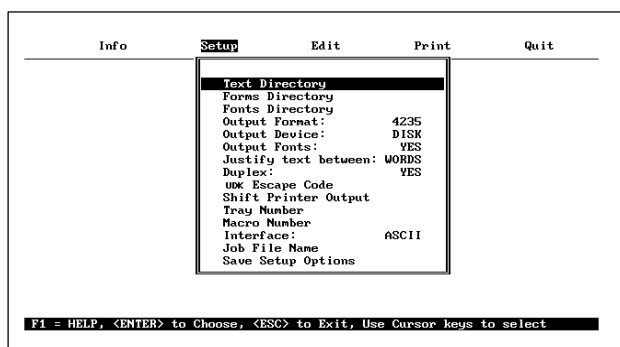 Info Setup Edit Print Quit
Text Directory
Forms Directory
Fonts Directory
Output Format: 4235
Output Device: DISK
Output Fonts: YES
Justify text between: WORDS
Duplex: YES
UDK Escape Code
Shift Printer Output
Tray Number
Macro Number
Interface: ASCII
Job File Name
Save Setup Options
F1 = HELP, <ENTER> to Choose, <ESC> to Exit, Use Cursor keys to select